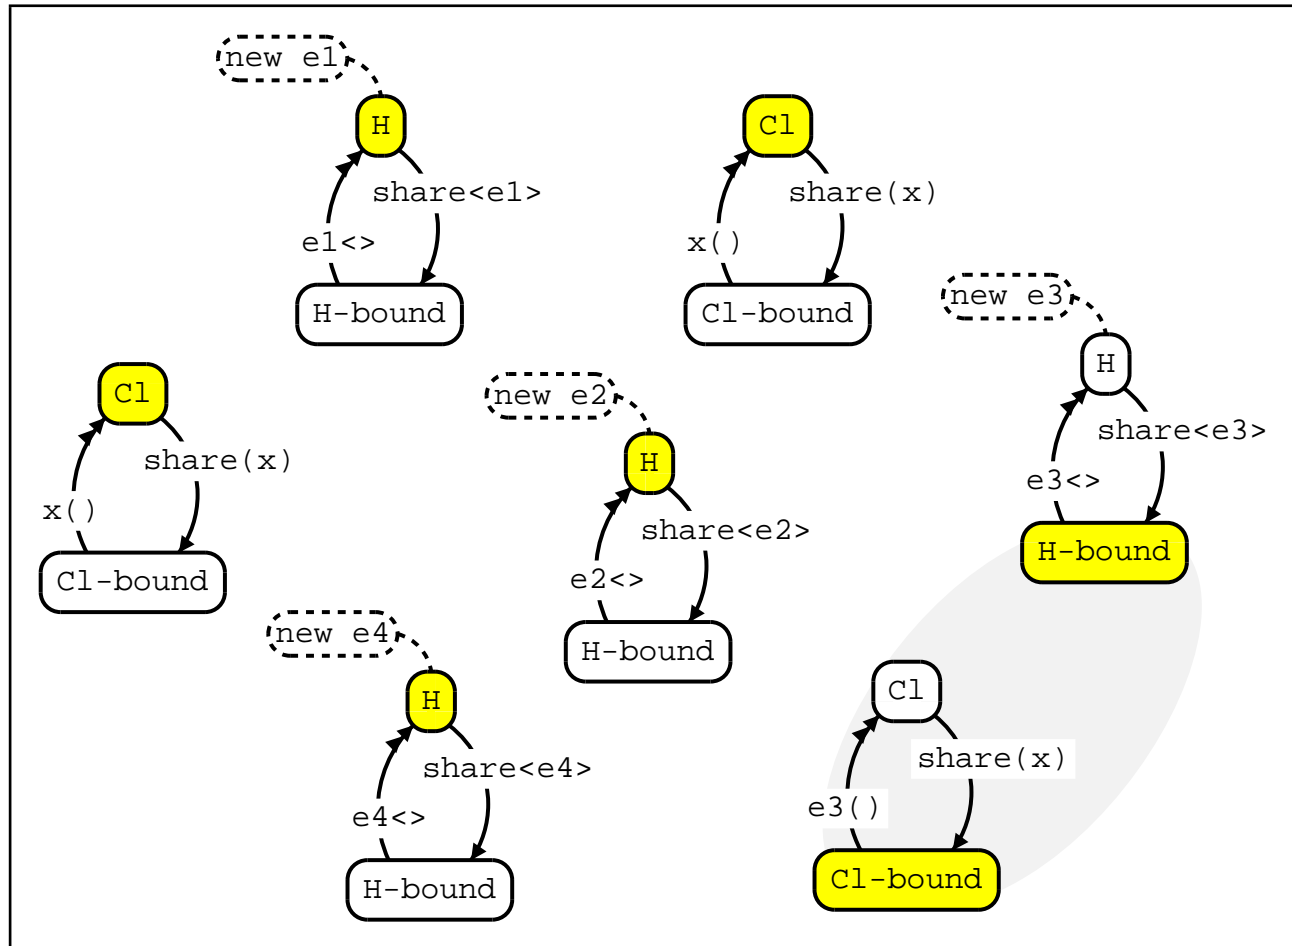 new e1
H
share<e1>
e1<>
H-bound
Cl
share(x)
x()
Cl-bound
new e3
H
share<e3>
e3<>
H-bound
Cl
share(x)
x()
Cl-bound
new e2
H
share<e2>
e2<>
H-bound
new e4
H
share<e4>
e4<>
H-bound
Cl
share(x)
e3()
Cl-bound